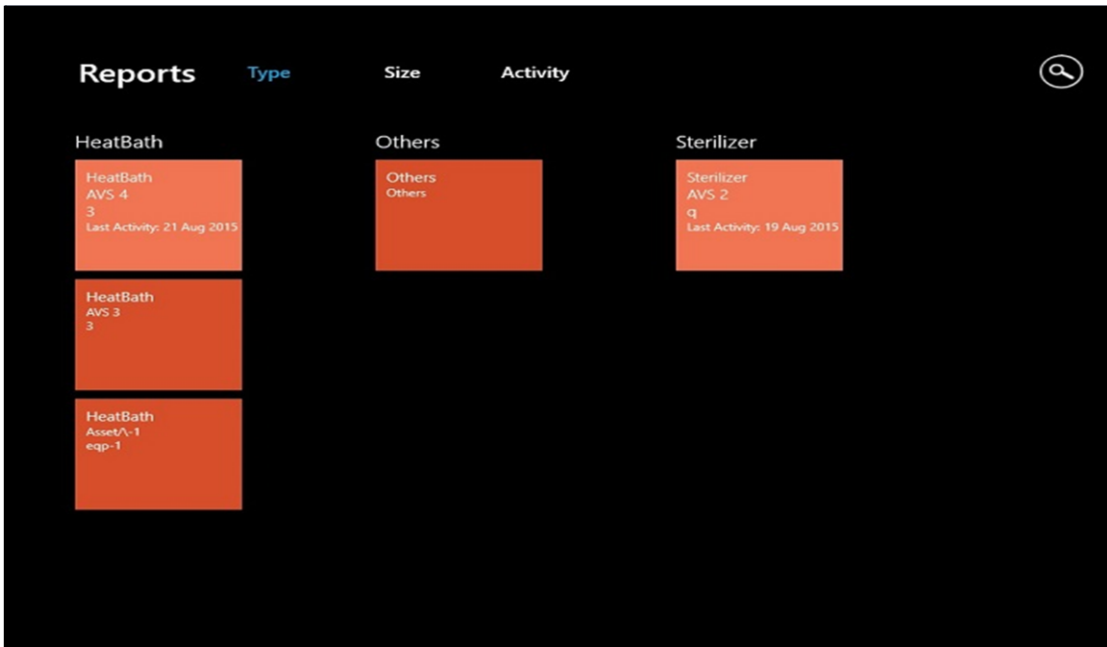 Reports Type Size Activity
HeatBath
HeatBath
AVS 4
3
Last Activity: 21 Aug 2015
HeatBath
AVS 3
3
HeatBath
Asset/\-1
eqp-1
Others
Others
Others
Sterilizer
Sterilizer
AVS 2
q
Last Activity: 19 Aug 2015